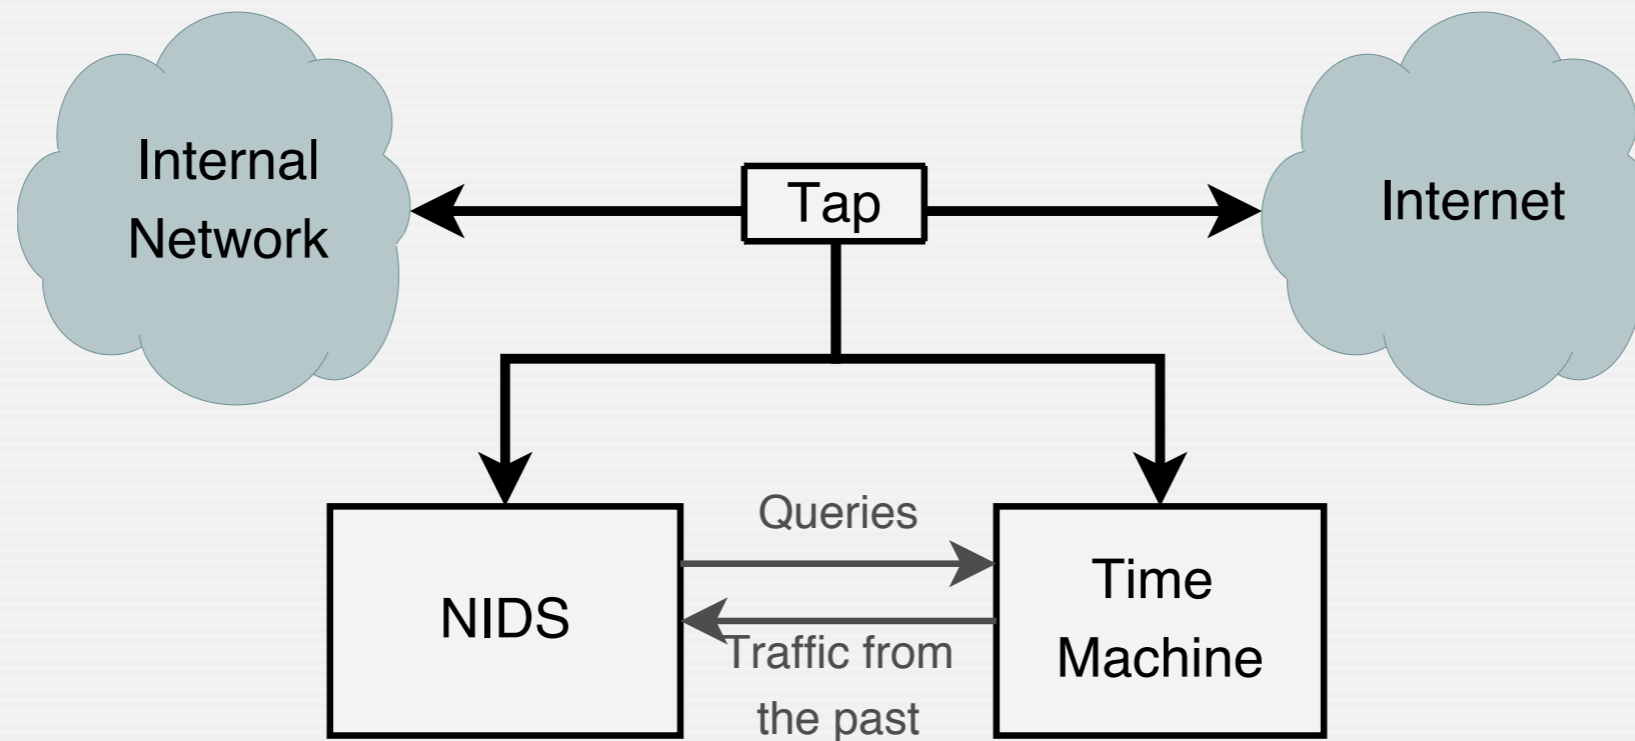 Internal
Network
Tap
Internet
Queries
NIDS
Time
Machine
Traffic from
the past